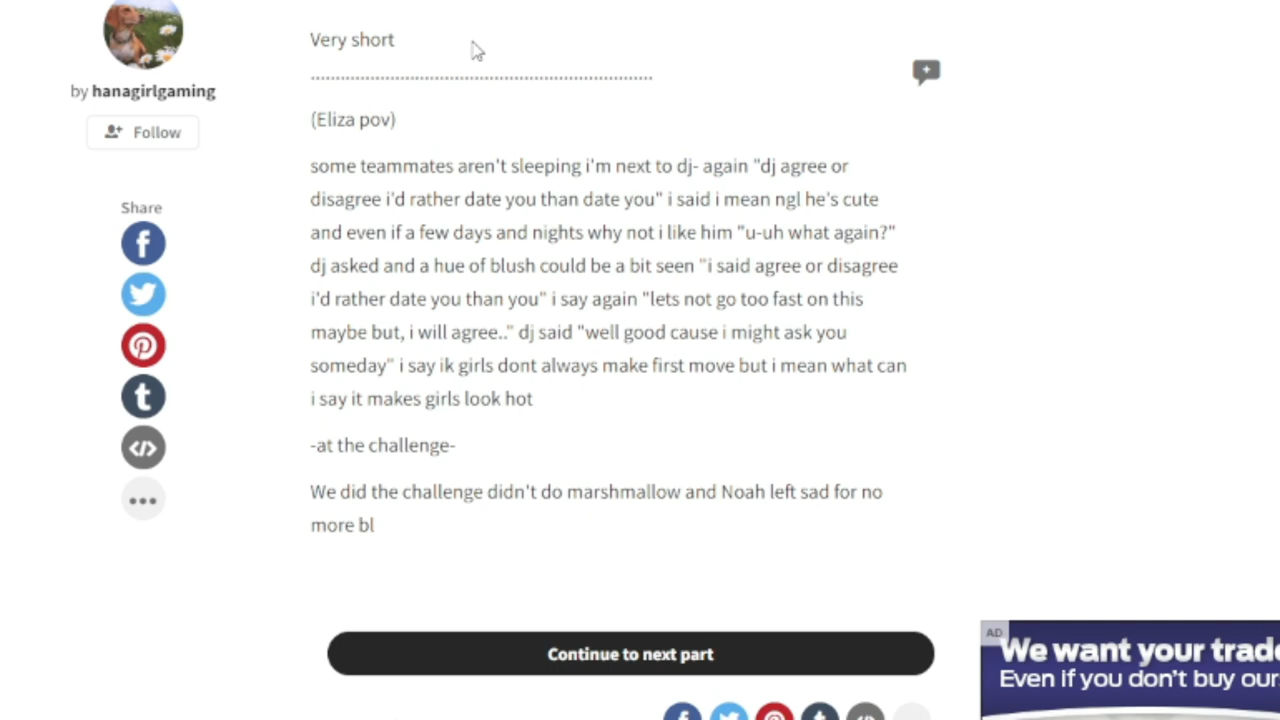 Very short
by hanagirlgaming
Follow
Share
(Eliza pov)
some teammates aren't sleeping i'm next to dj- again "dj agree or
disagree i'd rather date you than date you" i said i mean ngl he's cute
and even if a few days and nights why not i like him "u-uh what again?"
dj asked and a hue of blush could be a bit seen "i said agree or disagree
i'd rather date you than you" i say again "lets not go too fast on this
maybe but, i will agree.." dj said "well good cause i might ask you
someday" i say ik girls dont always make first move but i mean what can
i say it makes girls look hot
-at the challenge-
We did the challenge didn't do marshmallow and Noah left sad for no
more bl
Continue to next part
AD
We want your trade
Even if you don't buy our